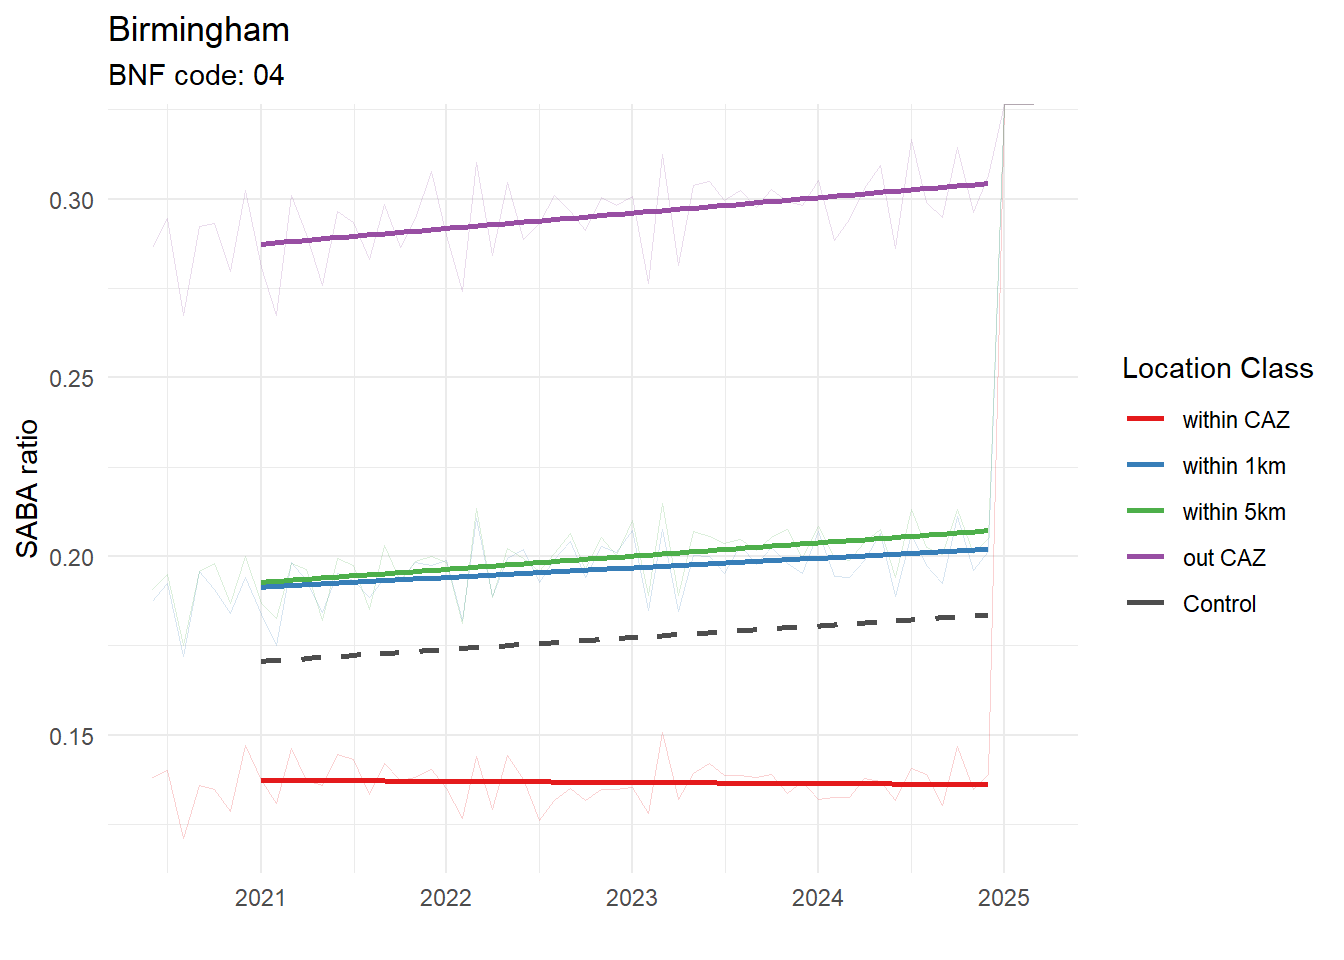 Birmingham
BNF code: 04
SABA ratio
0.30
0.25
0.20
0.15
2021
2022
2023
2024
2025
Location Class
within CAZ
within 1km
within 5km
out CAZ
Control